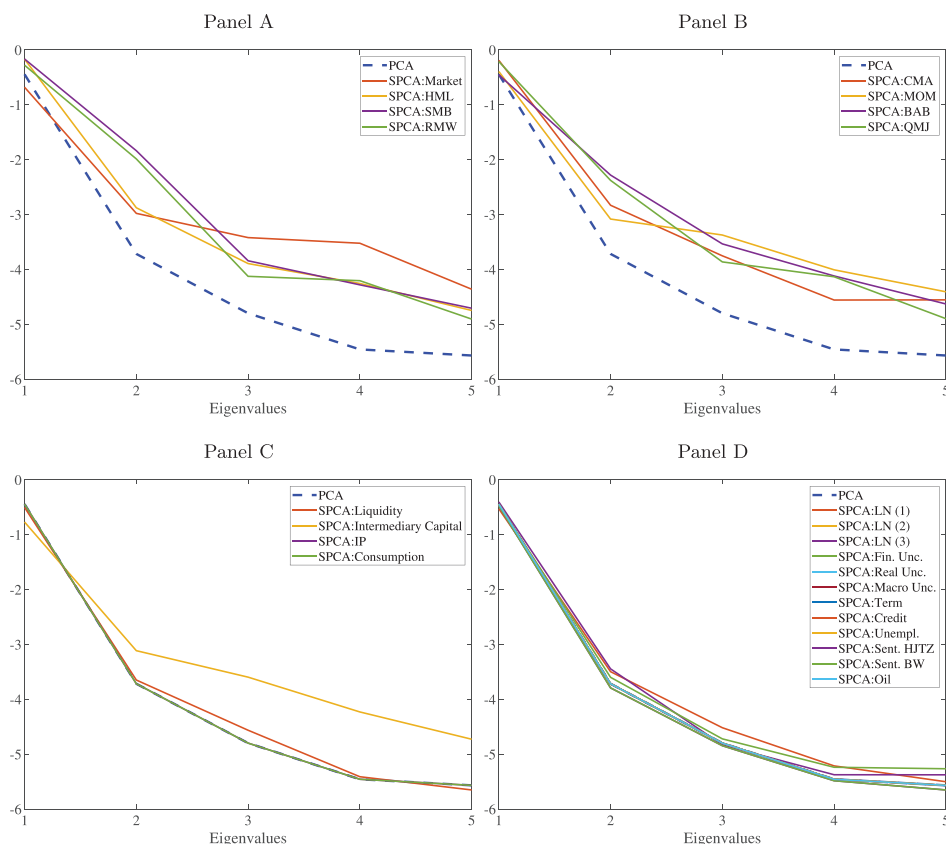 Panel A
0
-1
-2
-3
-4
-5
-6
1 2 3 4 5
Eigenvalues
PCA
SPCA:Market
SPCA:HML
SPCA:SMB
SPCA:RMW
Panel B
0
-1
-2
-3
-4
-5
-6
1 2 3 4 5
Eigenvalues
PCA
SPCA:CMA
SPCA:MOM
SPCA:BAB
SPCA:QMJ
Panel C
0
-1
-2
-3
-4
-5
-6
1 2 3 4 5
Eigenvalues
PCA
SPCA:Liquidity
SPCA:Intermediary Capital
SPCA:IP
SPCA:Consumption
Panel D
0
-1
-2
-3
-4
-5
-6
1 2 3 4 5
Eigenvalues
PCA
SPCA:LN (1)
SPCA:LN (2)
SPCA:LN (3)
SPCA:Fin. Unc.
SPCA:Real Unc.
SPCA:Macro Unc.
SPCA:Term
SPCA:Credit
SPCA:Unempl.
SPCA:Sent. HJTZ
SPCA:Sent. BW
SPCA:Oil